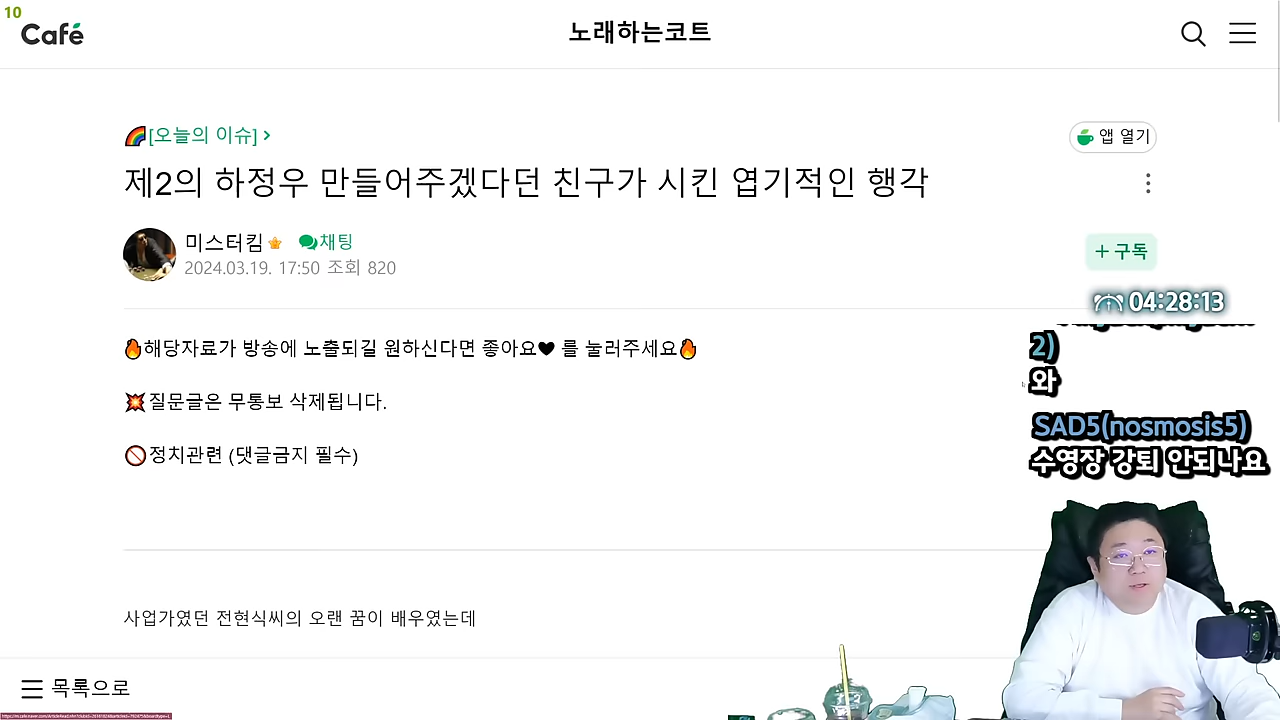 10
Café
노래하는코트
🌈[오늘의 이슈] >
앱 열기
제2의 하정우 만들어주겠다던 친구가 시킨 엽기적인 행각
미스터킴 채팅
2024.03.19. 17:50 조회 820
+ 구독
04:28:13
🔥해당자료가 방송에 노출되길 원하신다면 좋아요🖤 를 눌러주세요🔥
2)
와
💥질문글은 무통보 삭제됩니다.
SAD5(nosmosis5)
수영장 강퇴 안되나요
🚫정치관련 (댓글금지 필수)
사업가였던 전현식씨의 오랜 꿈이 배우였는데
목록으로